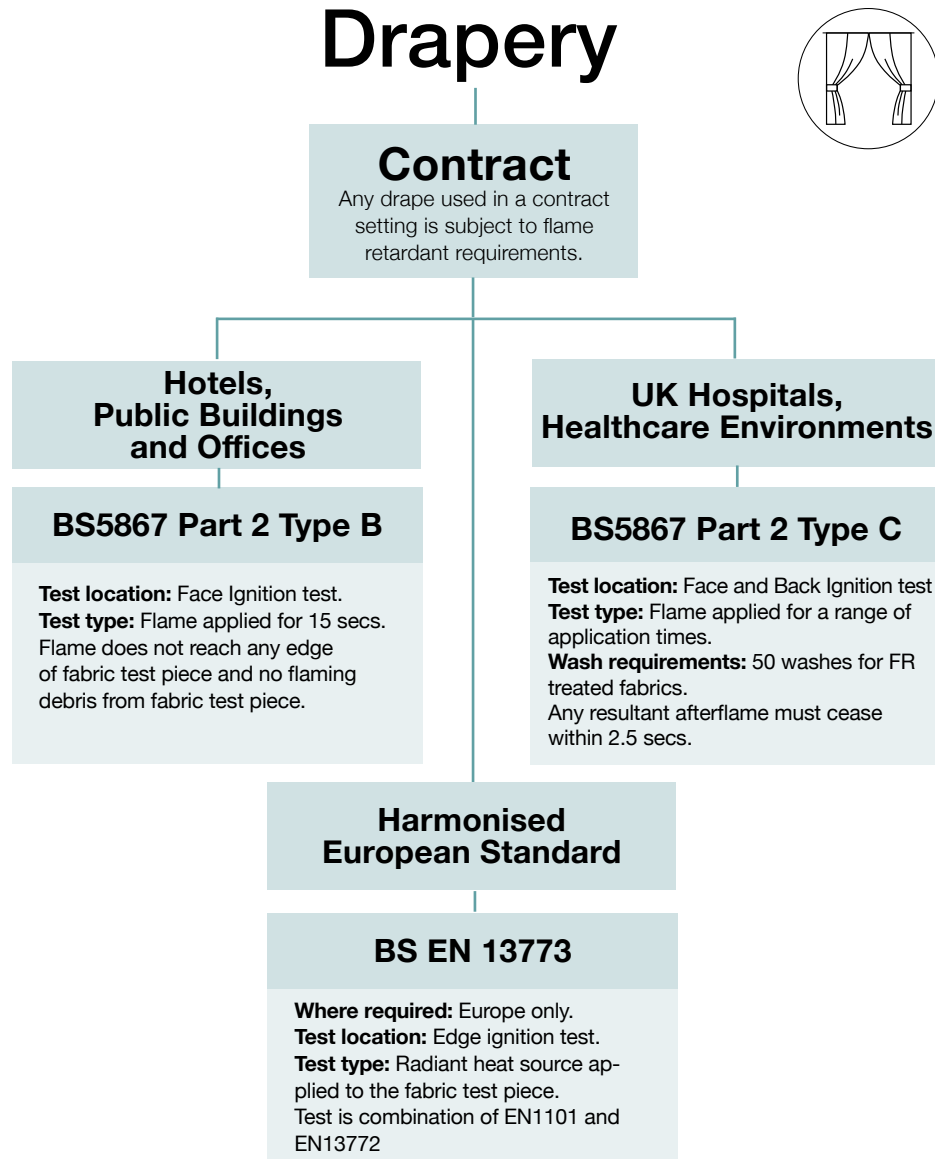 Drapery
Contract
Any drape used in a contract
setting is subject to flame
retardant requirements.
Hotels,
Public Buildings
and Offices
BS5867 Part 2 Type B
Test location: Face Ignition test.
Test type: Flame applied for 15 secs.
Flame does not reach any edge
of fabric test piece and no flaming
debris from fabric test piece.
UK Hospitals,
Healthcare Environments
BS5867 Part 2 Type C
Test location: Face and Back Ignition test
Test type: Flame applied for a range of
application times.
Wash requirements: 50 washes for FR
treated fabrics.
Any resultant afterflame must cease
within 2.5 secs.
Harmonised
European Standard
BS EN 13773
Where required: Europe only.
Test location: Edge ignition test.
Test type: Radiant heat source ap-
plied to the fabric test piece.
Test is combination of EN1101 and
EN13772